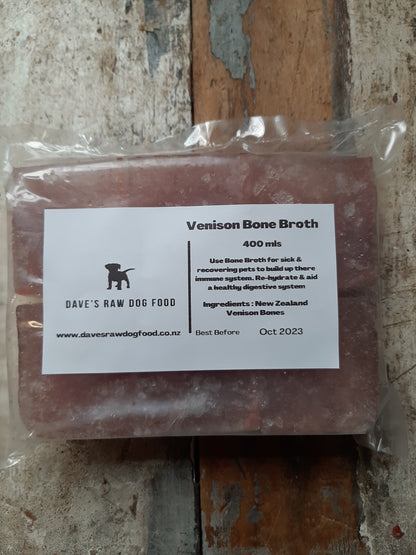 Venison Bone Broth
400 mls
Use Bone Broth for sick &
recovering pets to build up there
immune system. Re-hydrate & aid
a healthy digestive system
Ingredients : New Zealand
Venison Bones
Best Before Oct 2023
DAVE'S RAW DOG FOOD
www.davesrawdogfood.co.nz